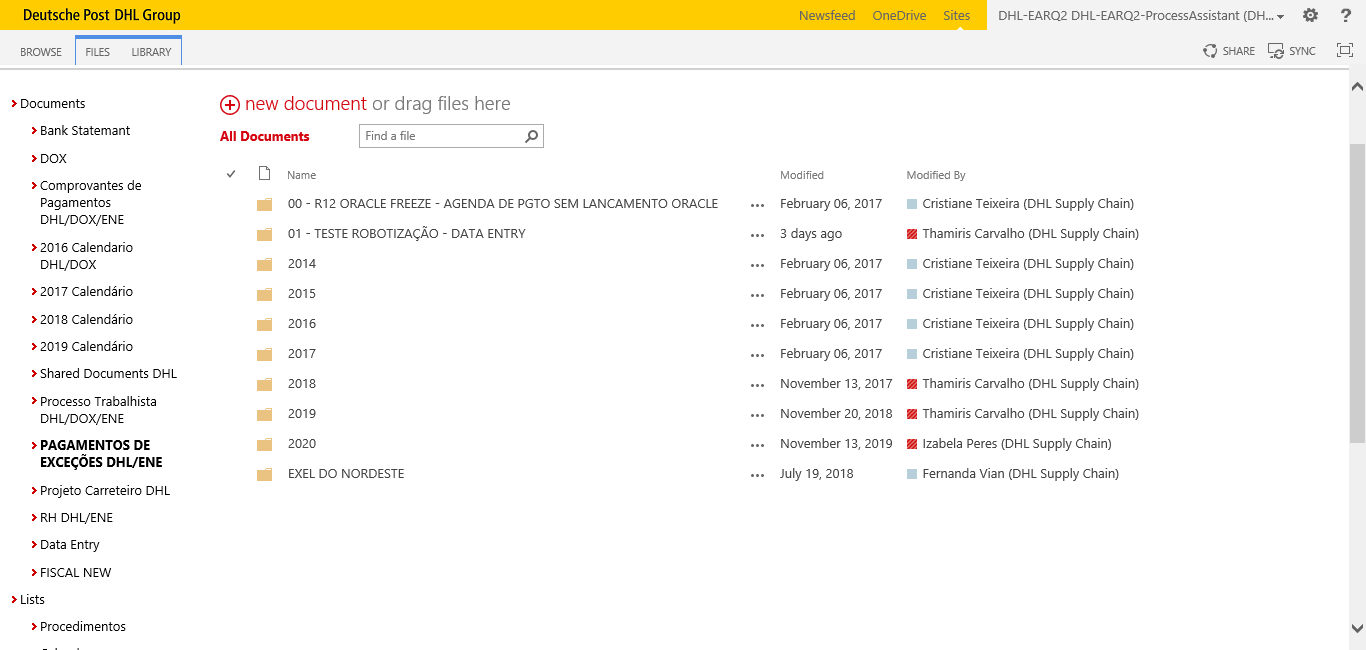 Deutsche Post DHL Group
Newsfeed OneDrive Sites DHL-EARQ2 DHL-EARQ2-ProcessAssistant (DH... ?
BROWSE FILES LIBRARY SHARE SYNC
Documents
Bank Statemant
DOX
Comprovantes de
Pagamentos
DHL/DOX/ENE
2016 Calendario
DHL/DOX
2017 Calendário
2018 Calendário
2019 Calendário
Shared Documents DHL
Processo Trabalhista
DHL/DOX/ENE
PAGAMENTOS DE
EXCEÇÕES DHL/ENE
Projeto Carreteiro DHL
RH DHL/ENE
Data Entry
FISCAL NEW
Lists
Procedimentos
new document or drag files here
All Documents Find a file
Name Modified Modified By
00 - R12 ORACLE FREEZE - AGENDA DE PGTO SEM LANCAMENTO ORACLE ... February 06, 2017 Cristiane Teixeira (DHL Supply Chain)
01 - TESTE ROBOTIZAÇÃO - DATA ENTRY ... 3 days ago Thamiris Carvalho (DHL Supply Chain)
2014 ... February 06, 2017 Cristiane Teixeira (DHL Supply Chain)
2015 ... February 06, 2017 Cristiane Teixeira (DHL Supply Chain)
2016 ... February 06, 2017 Cristiane Teixeira (DHL Supply Chain)
2017 ... February 06, 2017 Cristiane Teixeira (DHL Supply Chain)
2018 ... November 13, 2017 Thamiris Carvalho (DHL Supply Chain)
2019 ... November 20, 2018 Thamiris Carvalho (DHL Supply Chain)
2020 ... November 13, 2019 Izabela Peres (DHL Supply Chain)
EXEL DO NORDESTE ... July 19, 2018 Fernanda Vian (DHL Supply Chain)